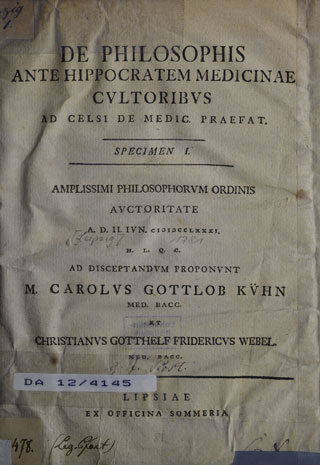 DE PHILOSOPHIS
ANTE HIPPOCRATEM MEDICINAE
CVLTORIBVS
AD CELSI DE MEDIC. PRAEFAT.
SPECIMEN I.
AMPLISSIMI PHILOSOPHORVM ORDINIS
AVCTORITATE
A. D. II. IVN. CIƆIƆCCLXXXI.
H. L. Q. C.
AD DISCEPTANDVM PROPONVNT
M. CAROLVS GOTTLOB KÜHN
MED. BACC.
ET
CHRISTIANVS GOTTHELF FRIDERICVS WEBEL.
MED. BACC.
DA 12/4145
LIPSIAE
EX OFFICINA SOMMERIA
478.